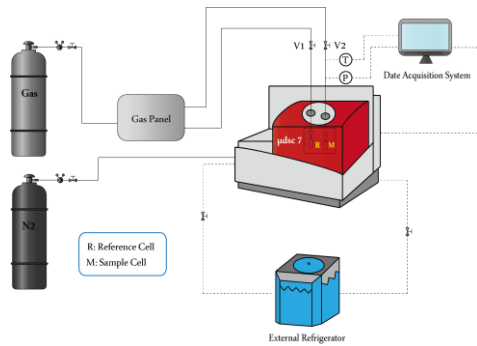 V1
V2
T
P
Date Acquisition System
Gas
Gas Panel
μdsc 7
R
M
N2
R: Reference Cell
M: Sample Cell
External Refrigerator